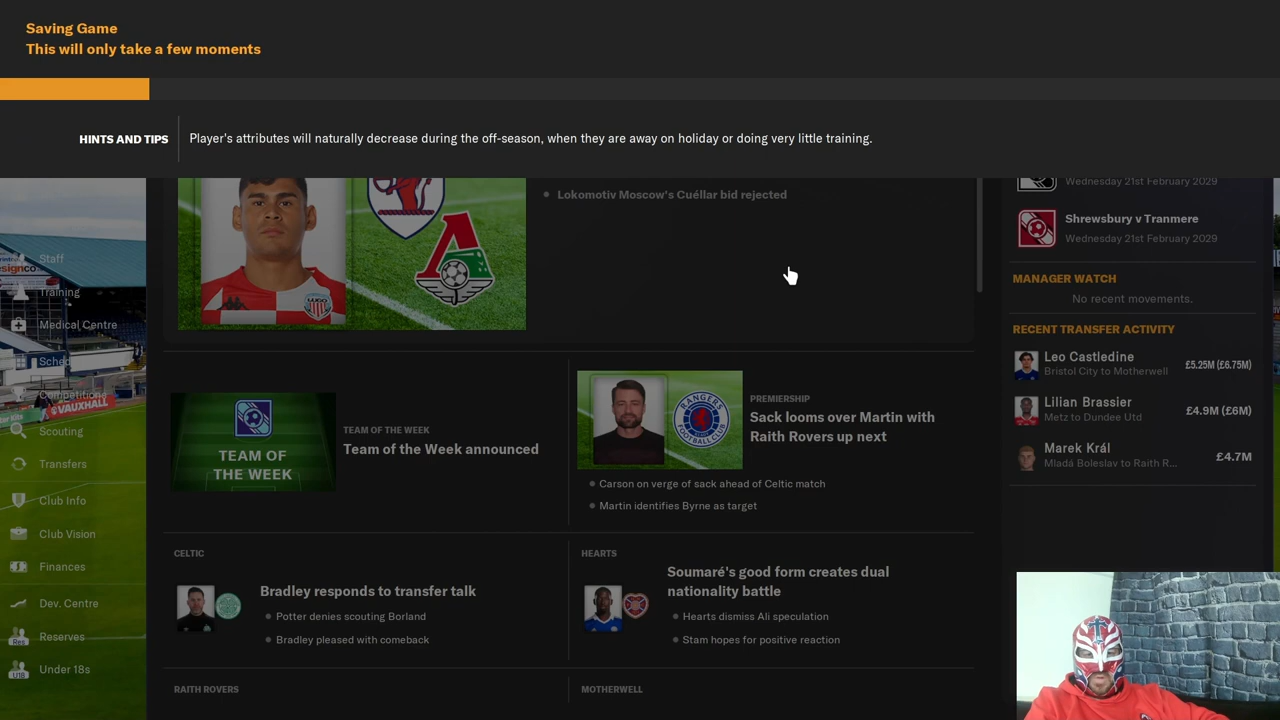 Saving Game
This will only take a few moments
HINTS AND TIPS
Player's attributes will naturally decrease during the off-season, when they are away on holiday or doing very little training.
Staff
Training
Medical Centre
Sched
Competitions
Scouting
Transfers
Club Info
Club Vision
Finances
Dev. Centre
Reserves
Under 18s
LUGO
Lokomotiv Moscow's Cuéllar bid rejected
TEAM OF
THE WEEK
TEAM OF THE WEEK
Team of the Week announced
PREMIERSHIP
Sack looms over Martin with
Raith Rovers up next
Carson on verge of sack ahead of Celtic match
Martin identifies Byrne as target
CELTIC
Bradley responds to transfer talk
Potter denies scouting Borland
Bradley pleased with comeback
HEARTS
Soumaré's good form creates dual
nationality battle
Hearts dismiss Ali speculation
Stam hopes for positive reaction
RAITH ROVERS
MOTHERWELL
Wednesday 21st February 2029
Shrewsbury v Tranmere
Wednesday 21st February 2029
MANAGER WATCH
No recent movements.
RECENT TRANSFER ACTIVITY
Leo Castledine
Bristol City to Motherwell
£5.25M (£6.75M)
Lilian Brassier
Metz to Dundee Utd
£4.9M (£6M)
Marek Král
Mladá Boleslav to Raith R...
£4.7M
VAUXHALL